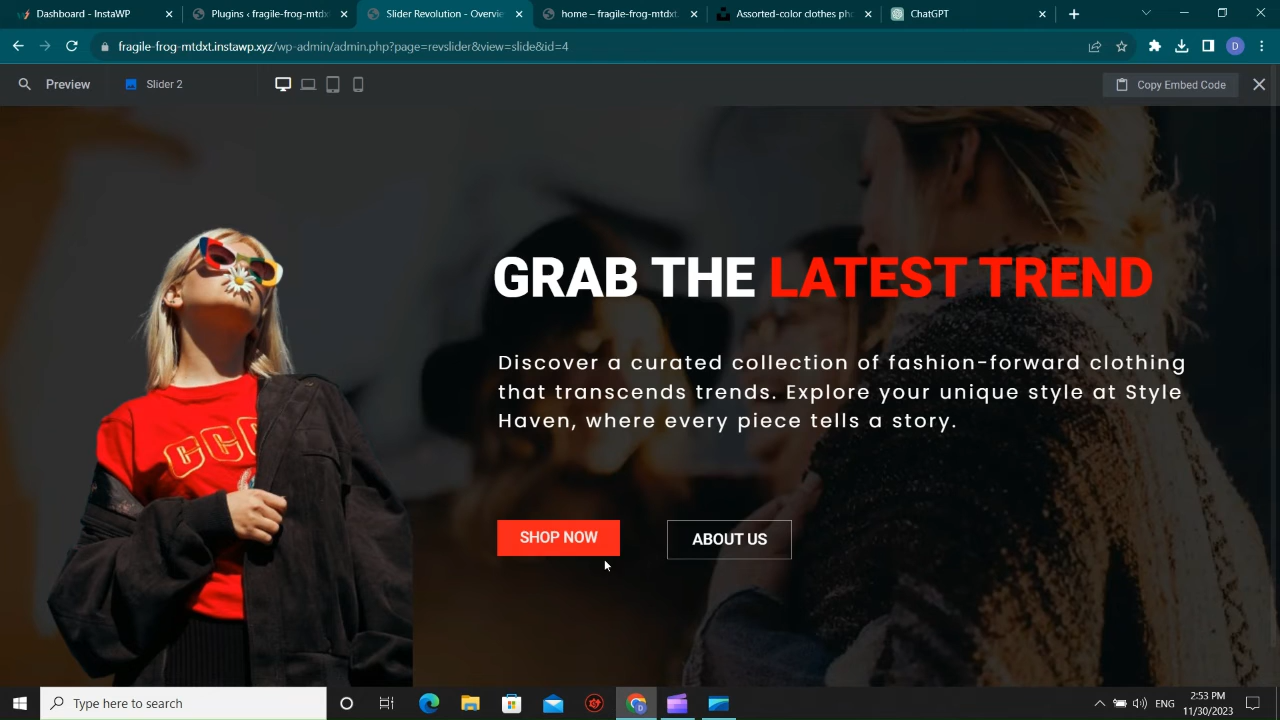 Dashboard - InstaWP
Plugins ‹ fragile-frog-mtdxt
Slider Revolution - Overvie
home – fragile-frog-mtdxt.
Assorted-color clothes pho
ChatGPT
fragile-frog-mtdxt.instawp.xyz/wp-admin/admin.php?page=revslider&view=slide&id=4
D
Preview
Slider 2
Copy Embed Code
GRAB THE LATEST TREND
Discover a curated collection of fashion-forward clothing
that transcends trends. Explore your unique style at Style
Haven, where every piece tells a story.
SHOP NOW
ABOUT US
Type here to search
ENG
2:53 PM
11/30/2023